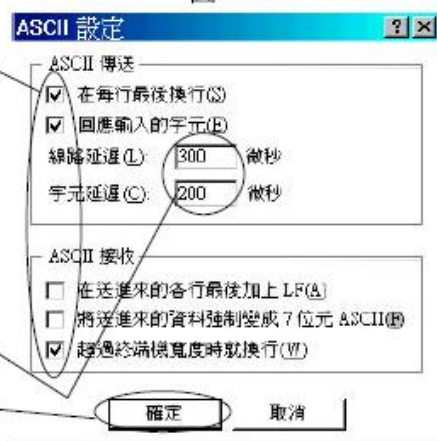 ASCII 設定
ASCII 傳送
在每行最後換行(S)
回應輸入的字元(E)
線路延遲(L): 300 微秒
字元延遲(C): 200 微秒
ASCII 接收
在送進來的各行最後加上 LF(A)
將送進來的資料強制變成 7 位元 ASCII(F)
超過終端機寬度時就換行(W)
確定 取消